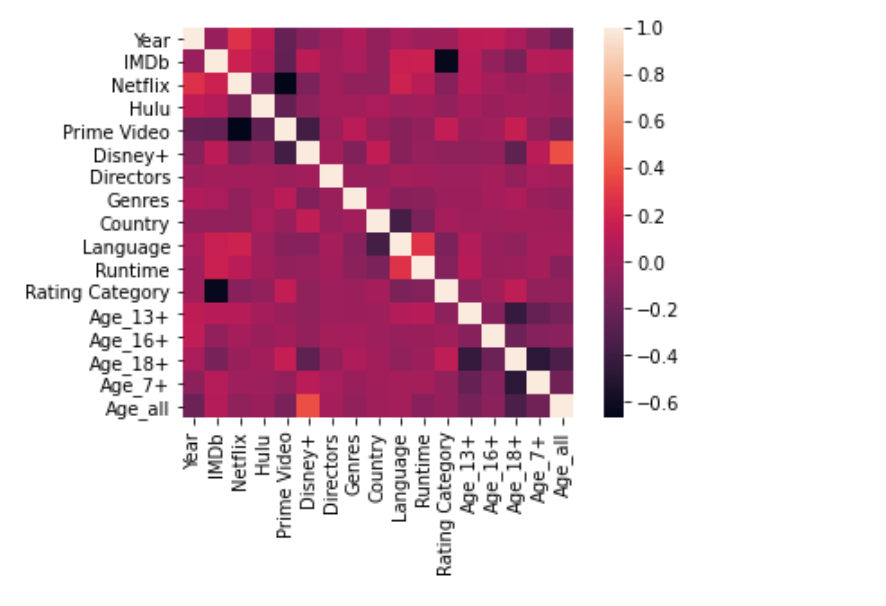 Year
IMDb
Netflix
Hulu
Prime Video
Disney+
Directors
Genres
Country
Language
Runtime
Rating Category
Age_13+
Age_16+
Age_18+
Age_7+
Age_all
Year
IMDb
Netflix
Hulu
Prime Video
Disney+
Directors
Genres
Country
Language
Runtime
Rating Category
Age_13+
Age_16+
Age_18+
Age_7+
Age_all
1.0
0.8
0.6
0.4
0.2
0.0
−0.2
−0.4
−0.6